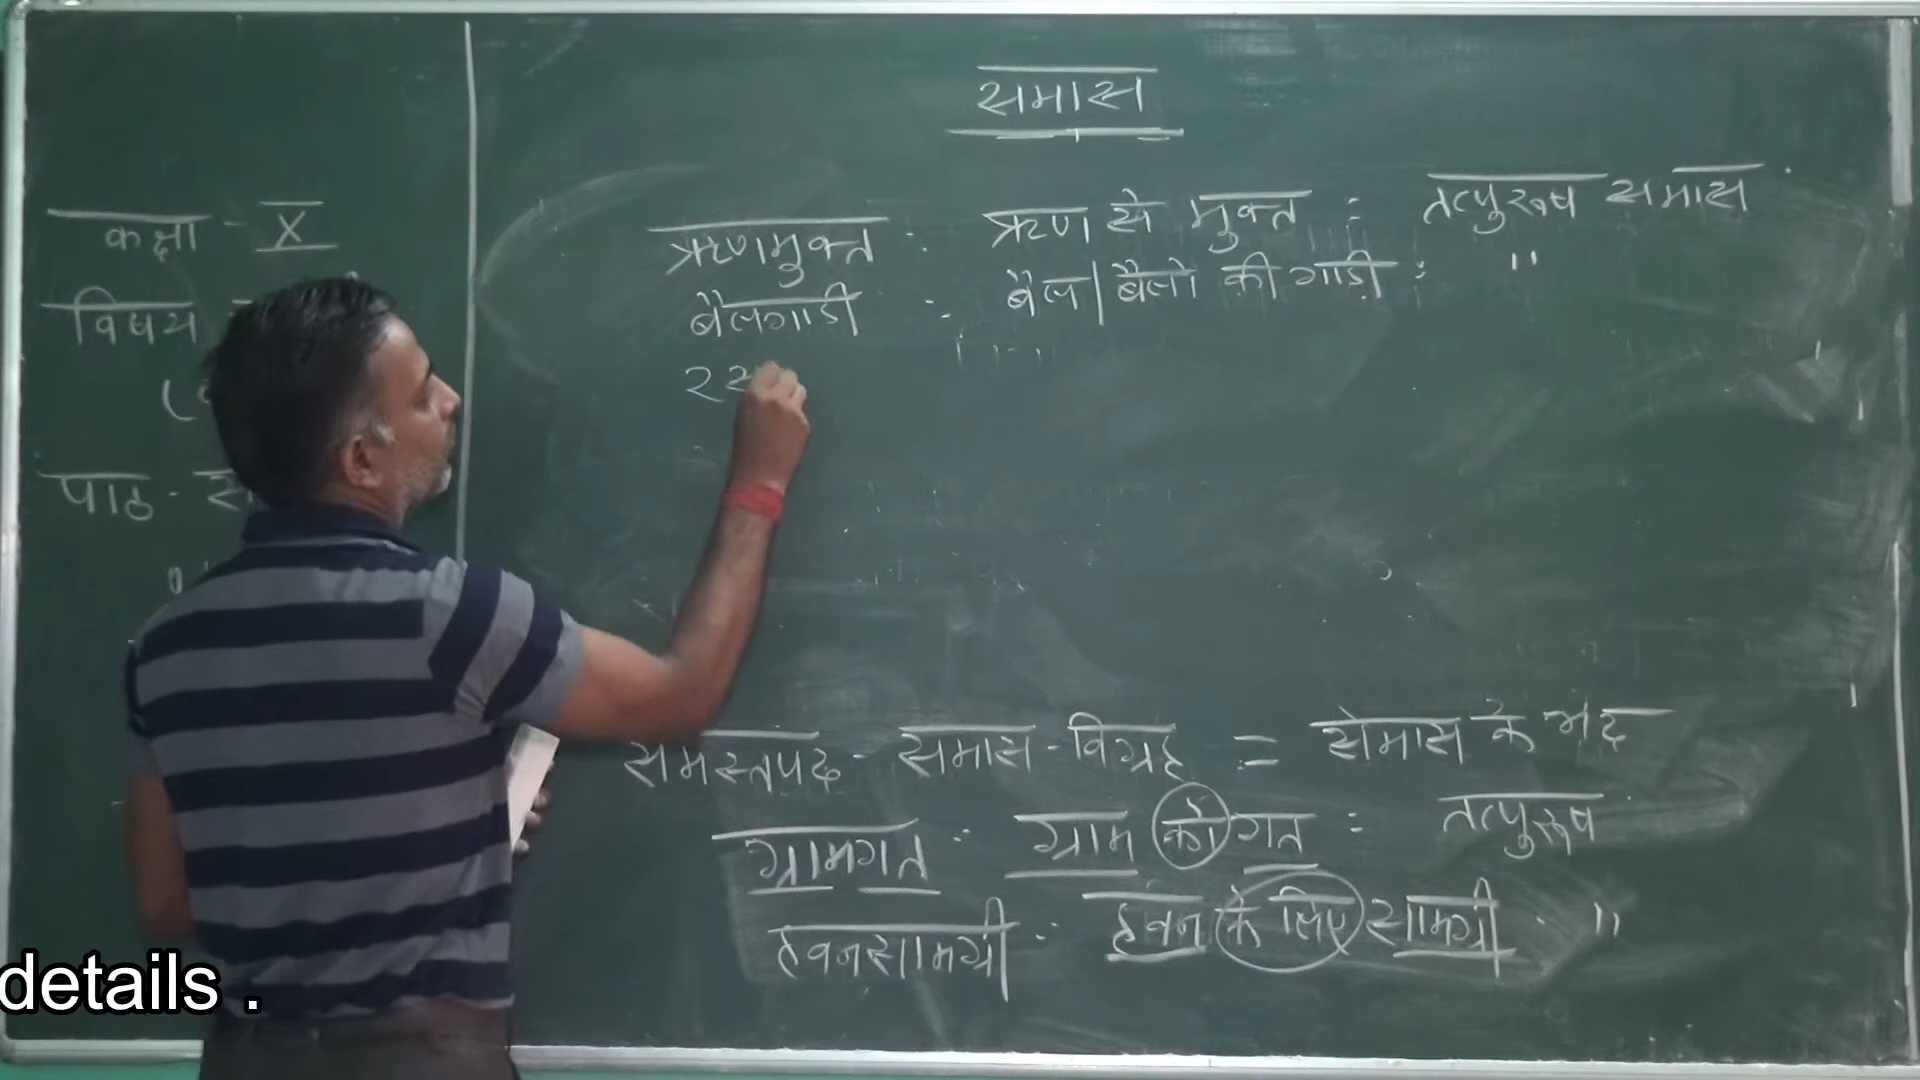 समास
कक्षा - X
विषय
पाठ -
ऋणमुक्त : ऋण से मुक्त : तत्पुरूष समास
बैलगाडी : बैल|बैलो की गाडी : "
समस्तपद - समास - विग्रह = समास के भेद
ग्रामगत : ग्राम को गत : तत्पुरूष
हवनसामग्री : हवन के लिए सामग्री - "
details .